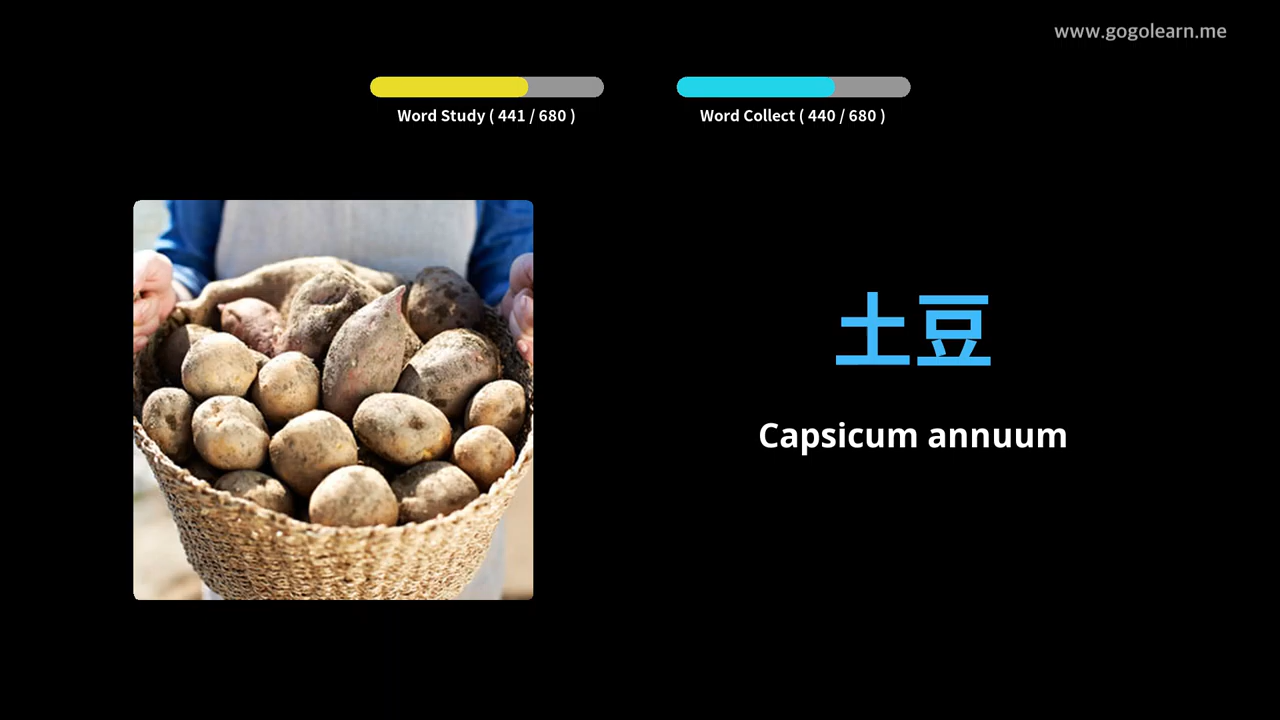 www.gogolearn.me
Word Study ( 441 / 680 )
Word Collect ( 440 / 680 )
土豆
Capsicum annuum